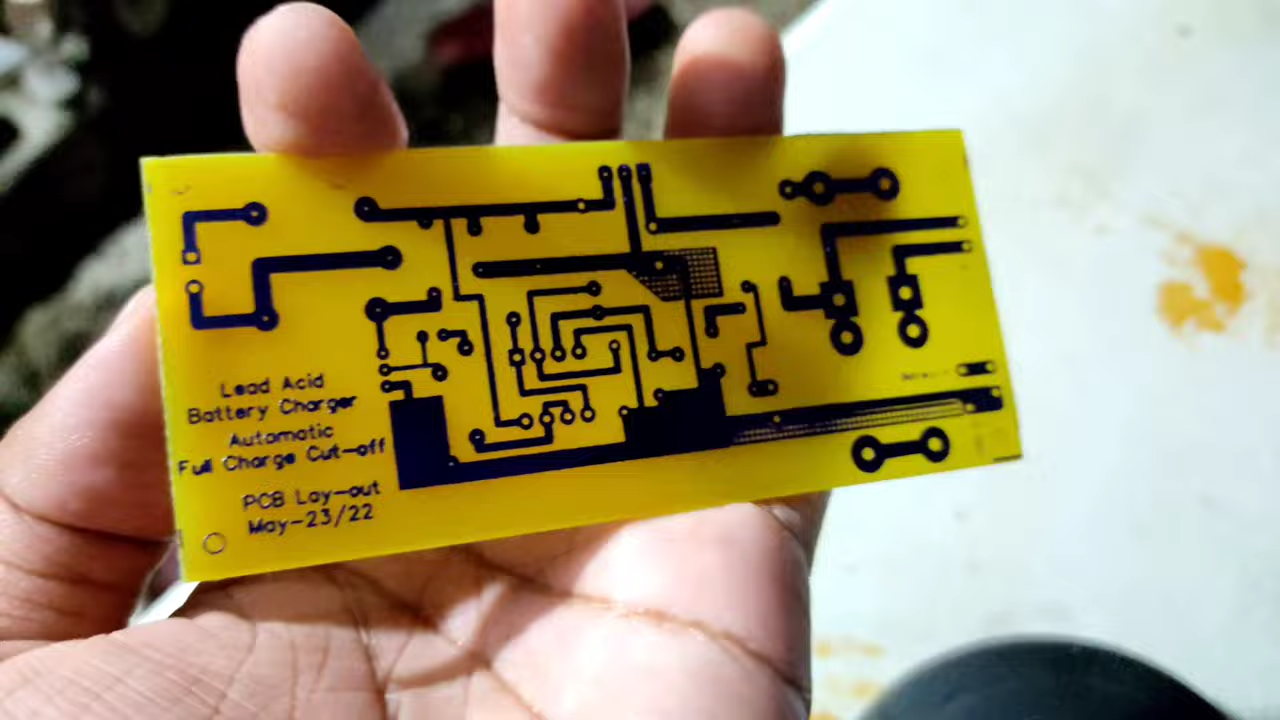 Lead Acid
Battery Charger
Automatic
Full Charge Cut-off
PCB Lay-out
May-23/22